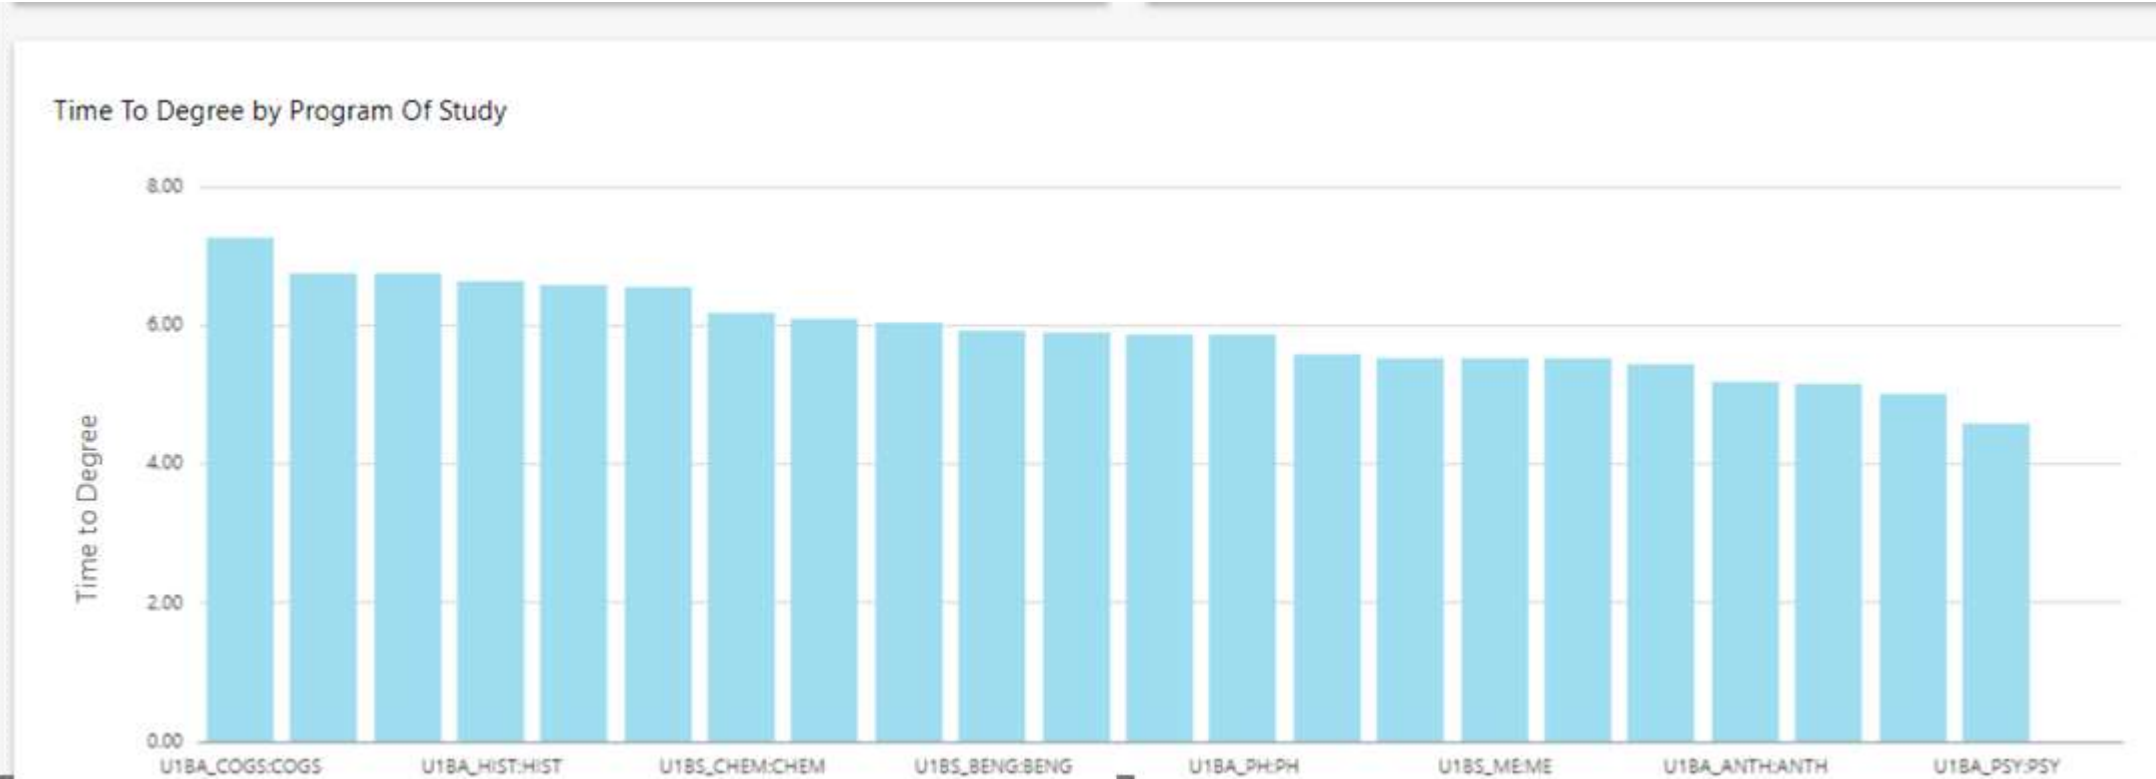 Time To Degree by Program Of Study
8.00
6.00
4.00
2.00
0.00
Time to Degree
U1BA_COGS:COGS U1BA_HIST:HIST U1BS_CHEM:CHEM U1BS_BENG:BENG U1BA_PH:PH U1BS_ME:ME U1BA_ANTH:ANTH U1BA_PSY:PSY